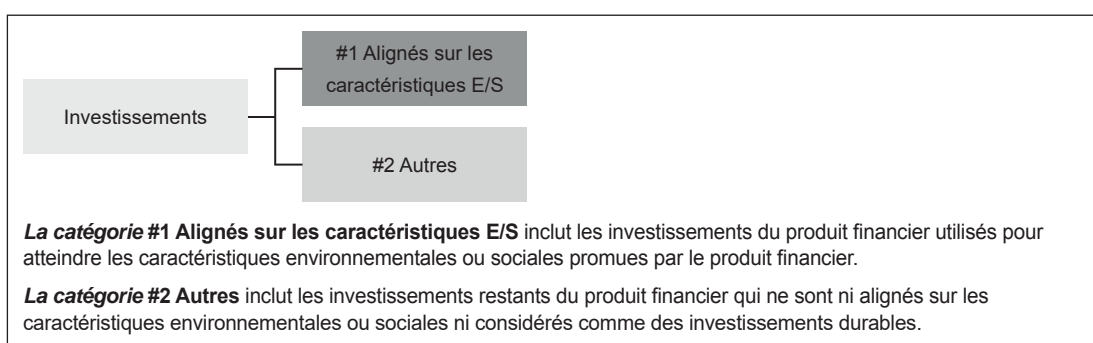 #1 Alignés sur les
caractéristiques E/S
Investissements
#2 Autres
La catégorie #1 Alignés sur les caractéristiques E/S inclut les investissements du produit financier utilisés pour
atteindre les caractéristiques environnementales ou sociales promues par le produit financier.
La catégorie #2 Autres inclut les investissements restants du produit financier qui ne sont ni alignés sur les
caractéristiques environnementales ou sociales ni considérés comme des investissements durables.